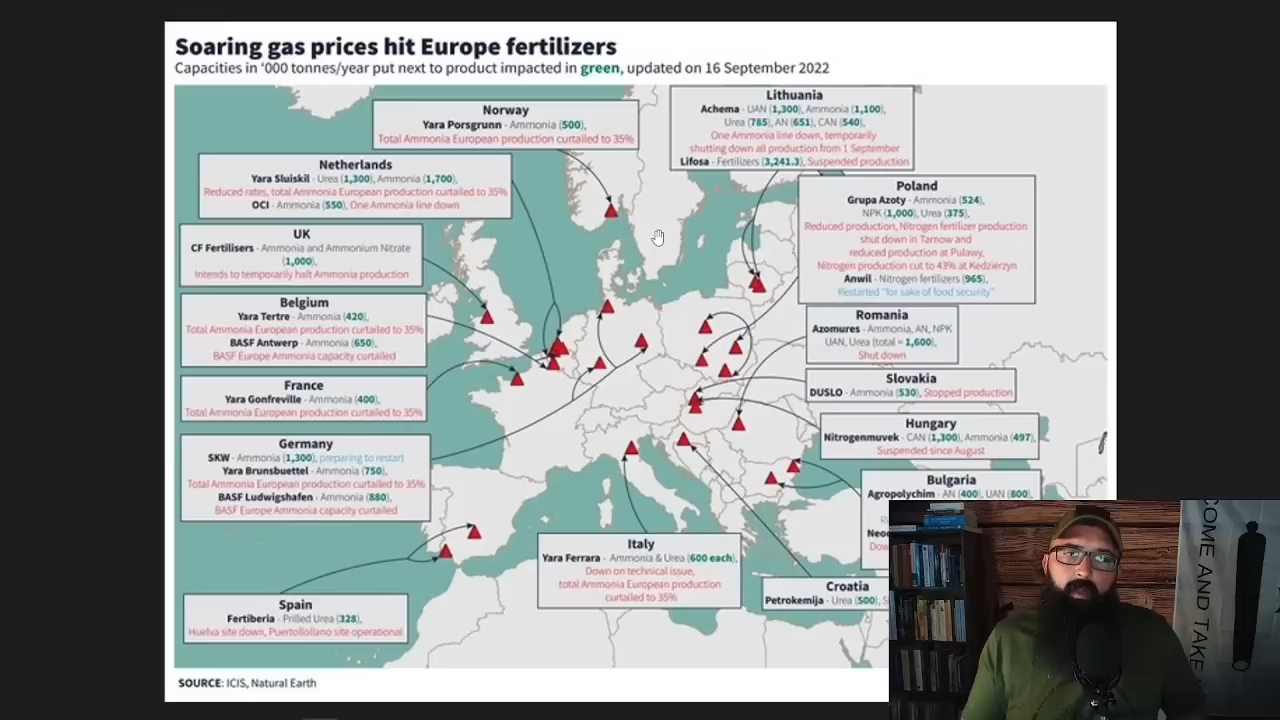 Soaring gas prices hit Europe fertilizers
Capacities in ‘000 tonnes/year put next to product impacted in green, updated on 16 September 2022
Norway
Yara Porsgrunn - Ammonia (500),
Total Ammonia European production curtailed to 35%
Lithuania
Achema - UAN (1,300), Ammonia (1,100),
Urea (785), AN (651), CAN (540),
One Ammonia line down, temporarily
shutting down all production from 1 September
Lifosa - Fertilizers (3,241.3), Suspended production
Netherlands
Yara Sluiskil - Urea (1,300), Ammonia (1,700),
Reduced rates, total Ammonia European production curtailed to 35%
OCI - Ammonia (550), One Ammonia line down
Poland
Grupa Azoty - Ammonia (524),
NPK (1,000), Urea (375),
Reduced production, Nitrogen fertilizer production
shut down in Tarnow and
reduced production at Pulawy,
Nitrogen production cut to 43% at Kedzierzyn
Anwil - Nitrogen fertilizers (965),
Restarted "for sake of food security"
UK
CF Fertilisers - Ammonia and Ammonium Nitrate
(1,000),
Intends to temporarily halt Ammonia production
Belgium
Yara Tertre - Ammonia (420),
Total Ammonia European production curtailed to 35%
BASF Antwerp - Ammonia (650),
BASF Europe Ammonia capacity curtailed
Romania
Azomures - Ammonia, AN, NPK
UAN, Urea (total = 1,600),
Shut down
France
Yara Gonfreville - Ammonia (400),
Total Ammonia European production curtailed to 35%
Slovakia
DUSLO - Ammonia (530), Stopped production
Hungary
Nitrogenmuvek - CAN (1,300), Ammonia (497),
Suspended since August
Germany
SKW - Ammonia (1,300), preparing to restart
Yara Brunsbuettel - Ammonia (750),
Total Ammonia European production curtailed to 35%
BASF Ludwigshafen - Ammonia (880),
BASF Europe Ammonia capacity curtailed
Bulgaria
Agropolychim - AN (400), UAN (800),
Italy
Yara Ferrara - Ammonia & Urea (600 each),
Down on technical issue,
total Ammonia European production
curtailed to 35%
Croatia
Petrokemija - Urea (500),
Spain
Fertiberia - Prilled Urea (328),
Huelva site down, Puertollolano site operational
SOURCE: ICIS, Natural Earth
COME AND TAKE